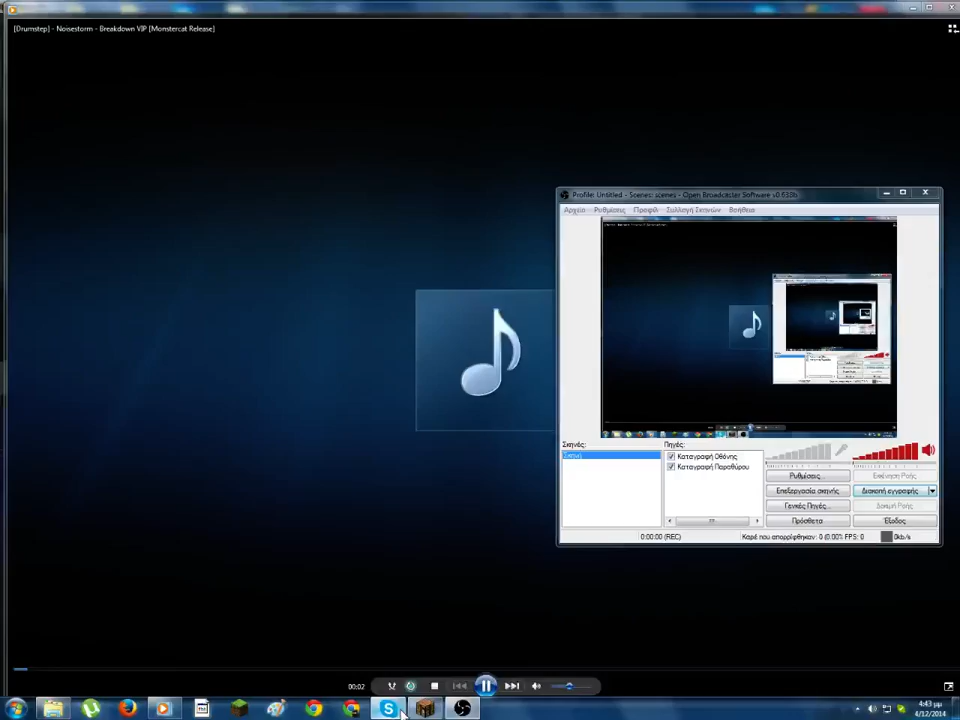 [Drumstep] - Noisestorm - Breakdown VIP [Monstercat Release]
Profile: Untitled - Scenes: scenes - Open Broadcaster Software v0.638b
Αρχείο Ρυθμίσεις Προφίλ Συλλογή Σκηνών Βοήθεια
Σκηνές: Πηγές:
Σκηνή
Καταγραφή Οθόνης
Καταγραφή Παραθύρου
Ρυθμίσεις... Εκκίνηση Ροής
Επεξεργασία σκηνής Διακοπή εγγραφής
Γενικές Πηγές... Δοκιμή Ροής
Πρόσθετα Έξοδος
0:00:00 (REC) Καρέ που απορρίφθηκαν: 0 (0.00%) FPS: 0 0kb/s
00:02
4:43 μμ
4/12/2014